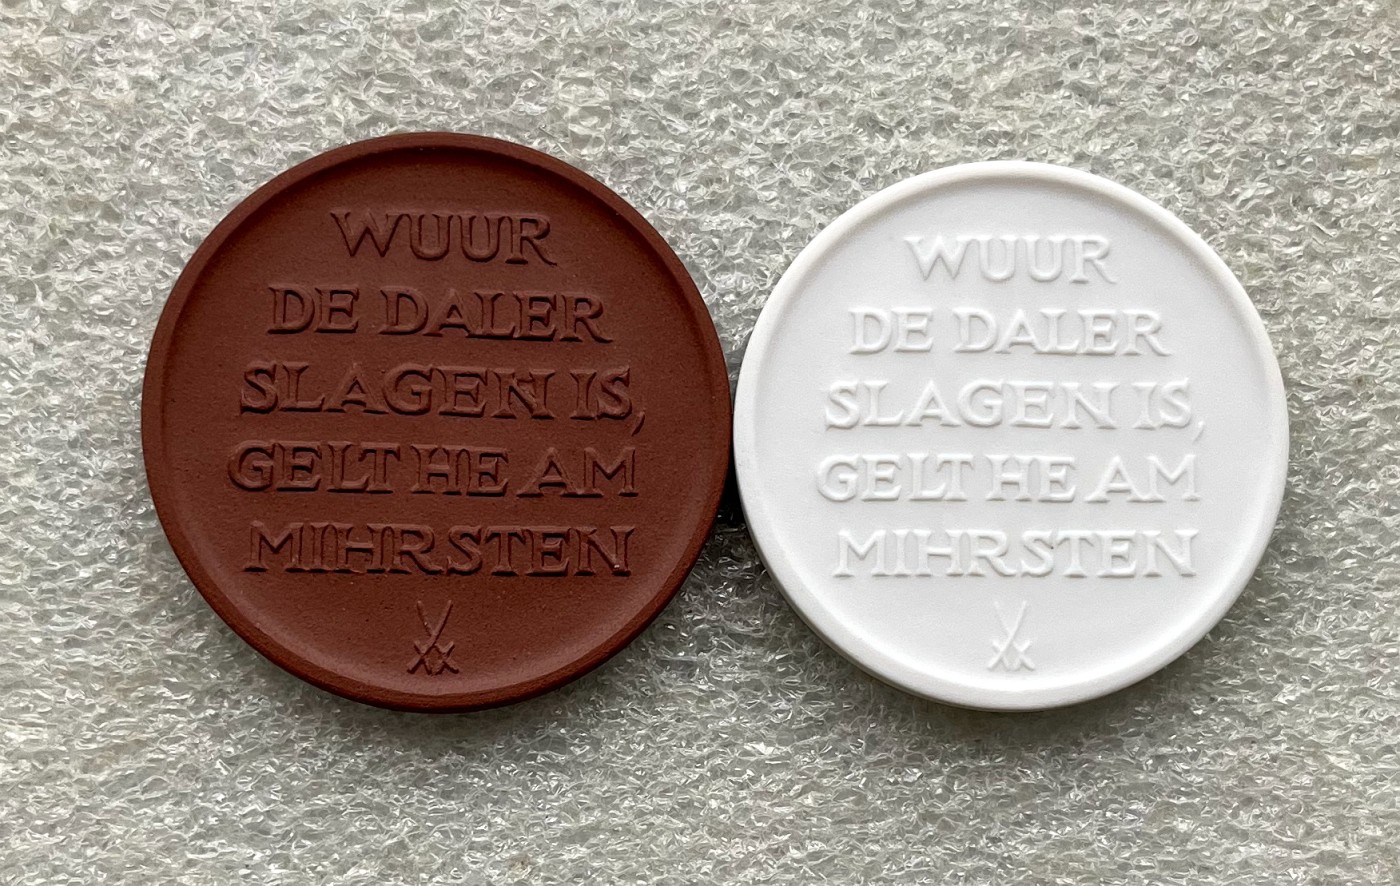 WUUR
DE DALER
SLAGEN IS,
GELT HE AM
MIHRSTEN
WUUR
DE DALER
SLAGEN IS,
GELT HE AM
MIHRSTEN